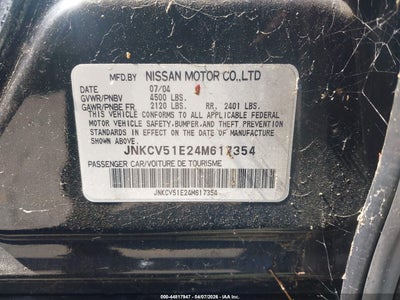 MFD.BY NISSAN MOTOR CO.,LTD
DATE 07/04
GVWR/PNBV 4500 LBS.
GAWR/PNBE FR. 2120 LBS. RR. 2401 LBS.
THIS VEHICLE CONFORMS TO ALL APPLICABLE FEDERAL
MOTOR VEHICLE SAFETY,BUMPER,AND THEFT PREVENTION
STANDARDS IN EFFECT ON THE DATE OF MANUFACTURE
SHOWN ABOVE.
JNKCV51E24M617354
PASSENGER CAR/VOITURE DE TOURISME
JNKCV51E24M617354
000-44817947 - 04/07/2026 - IAA, Inc.